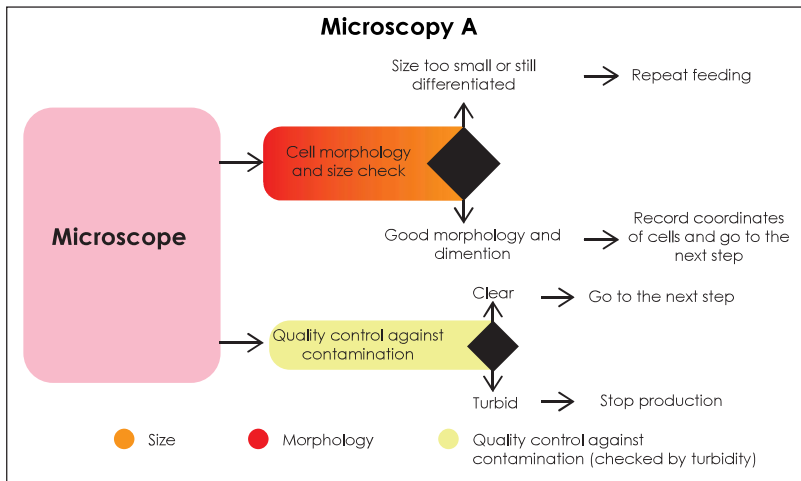 Microscopy A
Size too small or still
differentiated
Repeat feeding
Cell morphology
and size check
Microscope
Good morphology and
dimention
Record coordinates
of cells and go to the
next step
Clear
Go to the next step
Quality control against
contamination
Turbid
Stop production
Size
Morphology
Quality control against
contamination (checked by turbidity)